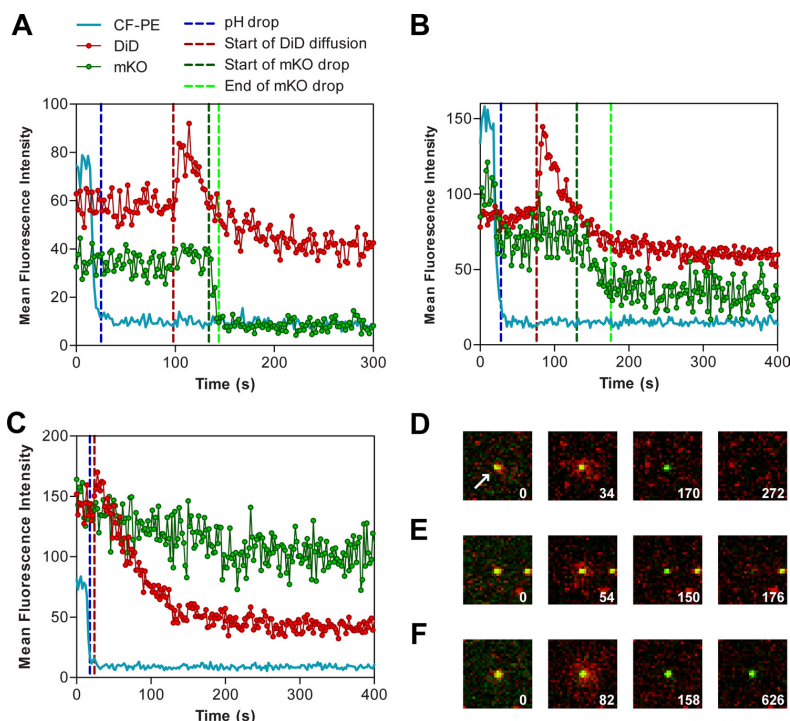 A
CF-PE
DiD
mKO
pH drop
Start of DiD diffusion
Start of mKO drop
End of mKO drop
Mean Fluorescence Intensity
100
80
60
40
20
0
0
100
200
300
Time (s)
B
Mean Fluorescence Intensity
150
100
50
0
0
100
200
300
400
Time (s)
C
Mean Fluorescence Intensity
200
150
100
50
0
0
100
200
300
400
Time (s)
D
0
34
170
272
E
0
54
150
176
F
0
82
158
626